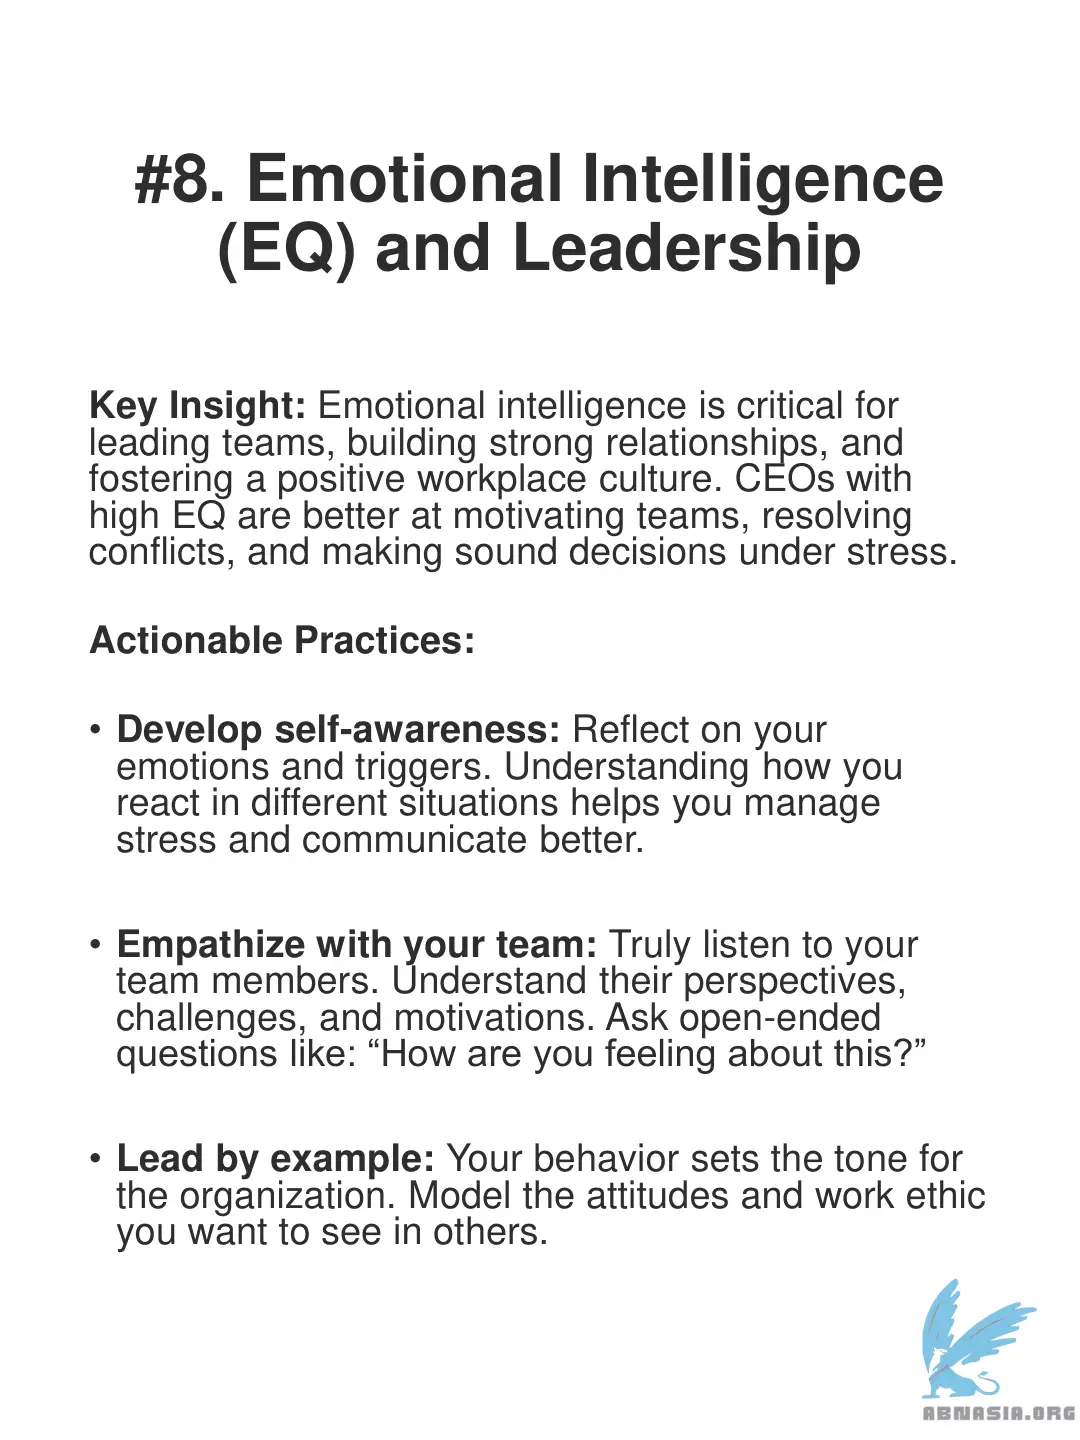 #8. Emotional Intelligence
(EQ) and Leadership
Key Insight: Emotional intelligence is critical for
leading teams, building strong relationships, and
fostering a positive workplace culture. CEOs with
high EQ are better at motivating teams, resolving
conflicts, and making sound decisions under stress.
Actionable Practices:
• Develop self-awareness: Reflect on your
emotions and triggers. Understanding how you
react in different situations helps you manage
stress and communicate better.
• Empathize with your team: Truly listen to your
team members. Understand their perspectives,
challenges, and motivations. Ask open-ended
questions like: “How are you feeling about this?”
• Lead by example: Your behavior sets the tone for
the organization. Model the attitudes and work ethic
you want to see in others.
ABNASIA.ORG